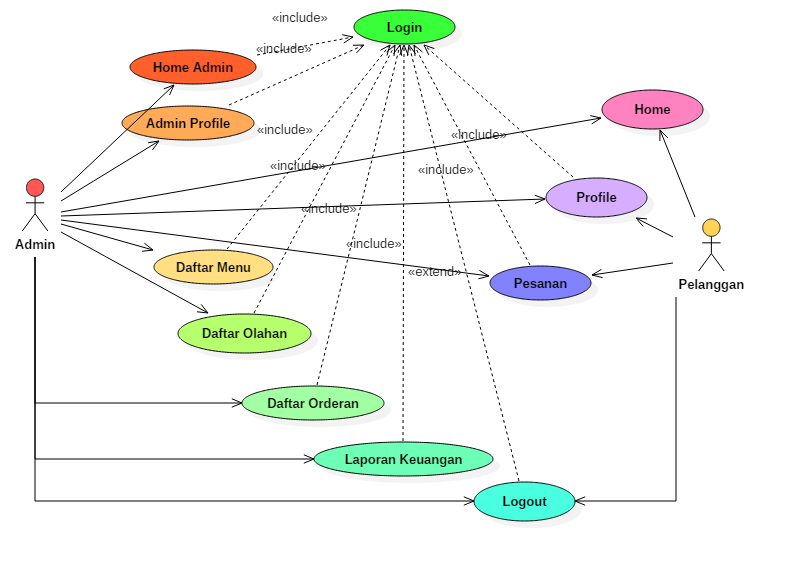 «include»
Login
«include»
Home Admin
Home
Admin Profile
«include»
«include»
«include»
«include»
Profile
«include»
Admin
«include»
Daftar Menu
«extend»
Pesanan
Pelanggan
Daftar Olahan
Daftar Orderan
Laporan Keuangan
Logout